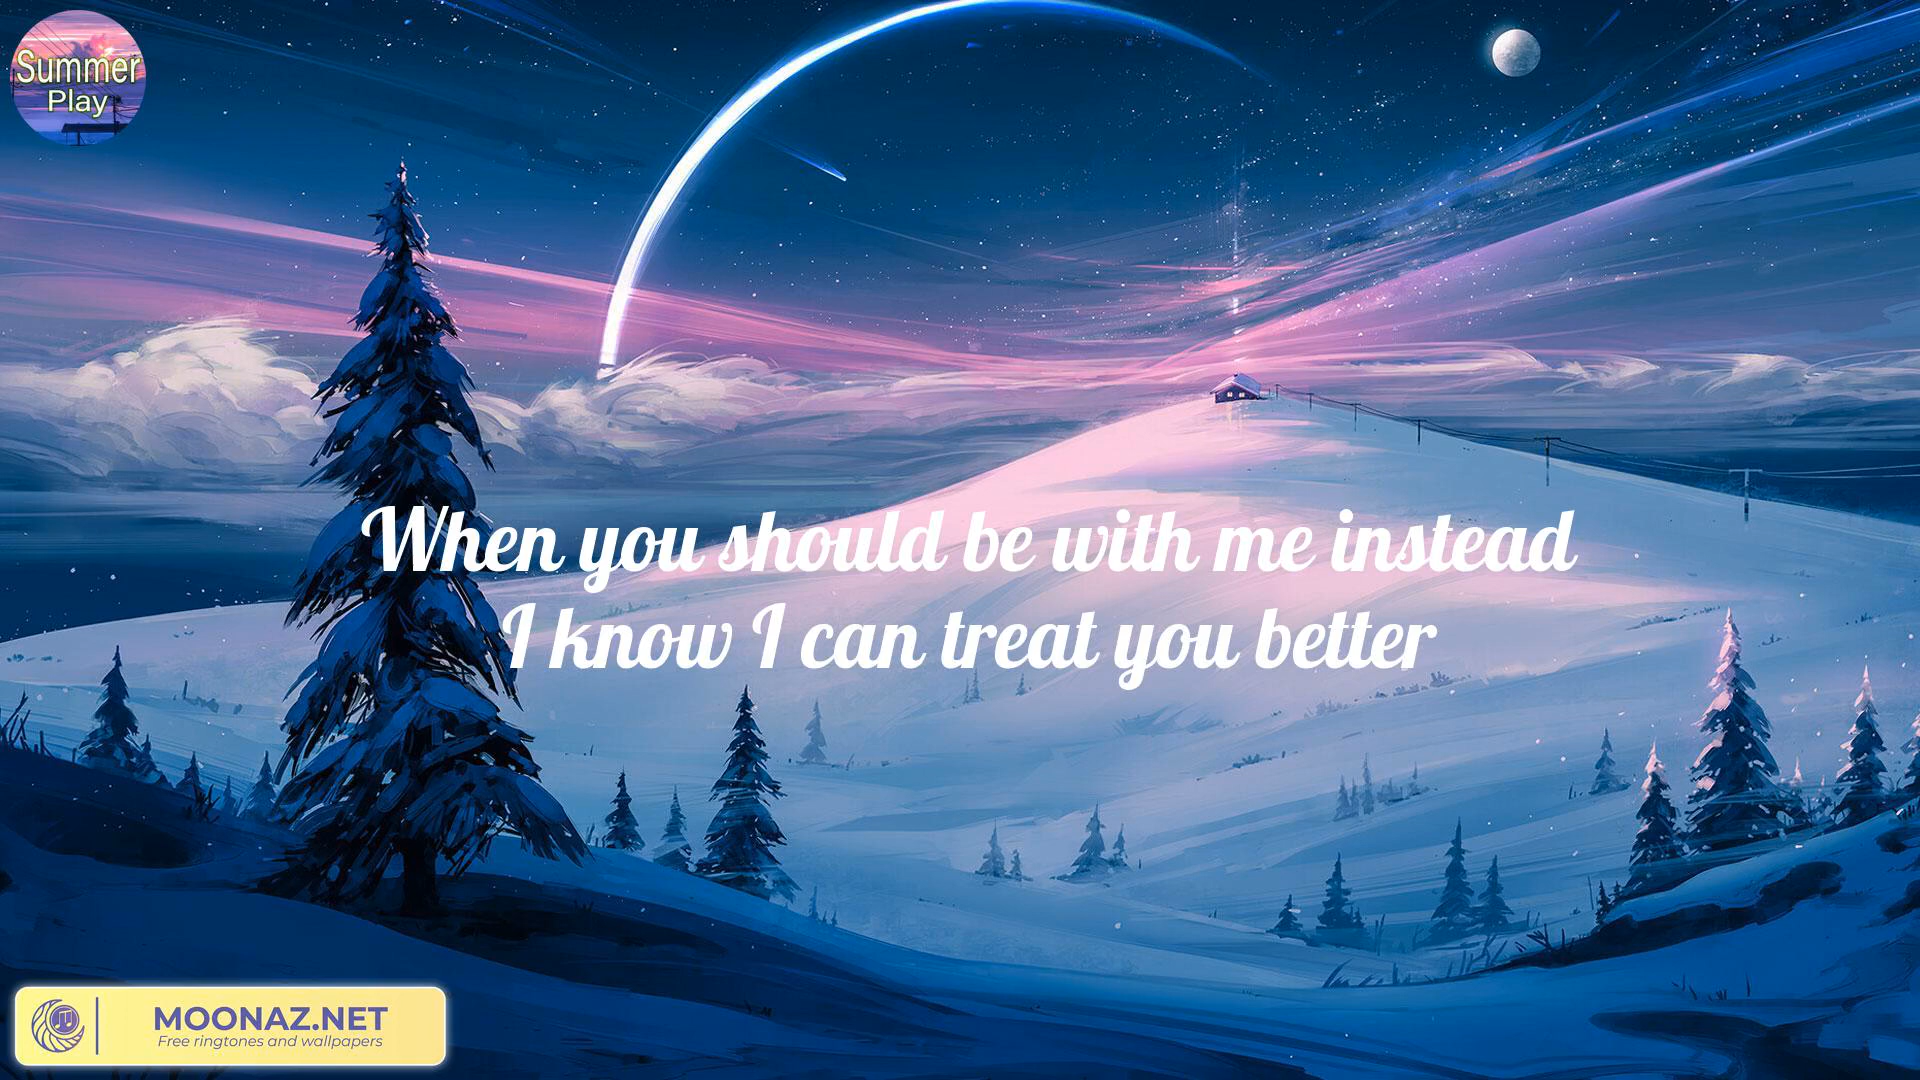 Summer
Play
When you should be with me instead
I know I can treat you better
MOONAZ.NET
Free ringtones and wallpapers